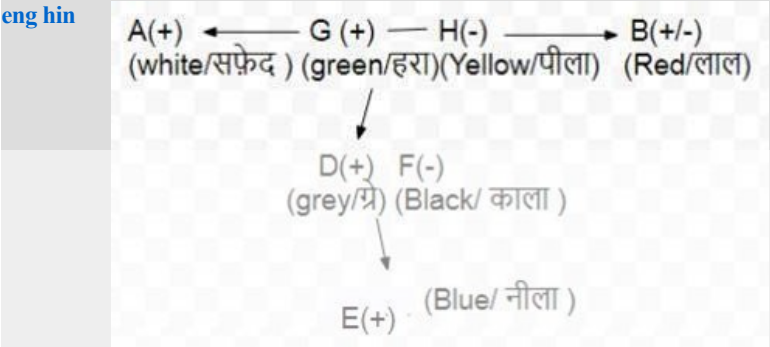 eng hin
A(+) G (+) H(-) B(+/-)
(white/सफ़ेद ) (green/हरा)(Yellow/पीला) (Red/लाल)
D(+) F(-)
(grey/ग्रे) (Black/ काला )
(Blue/ नीला )
E(+)